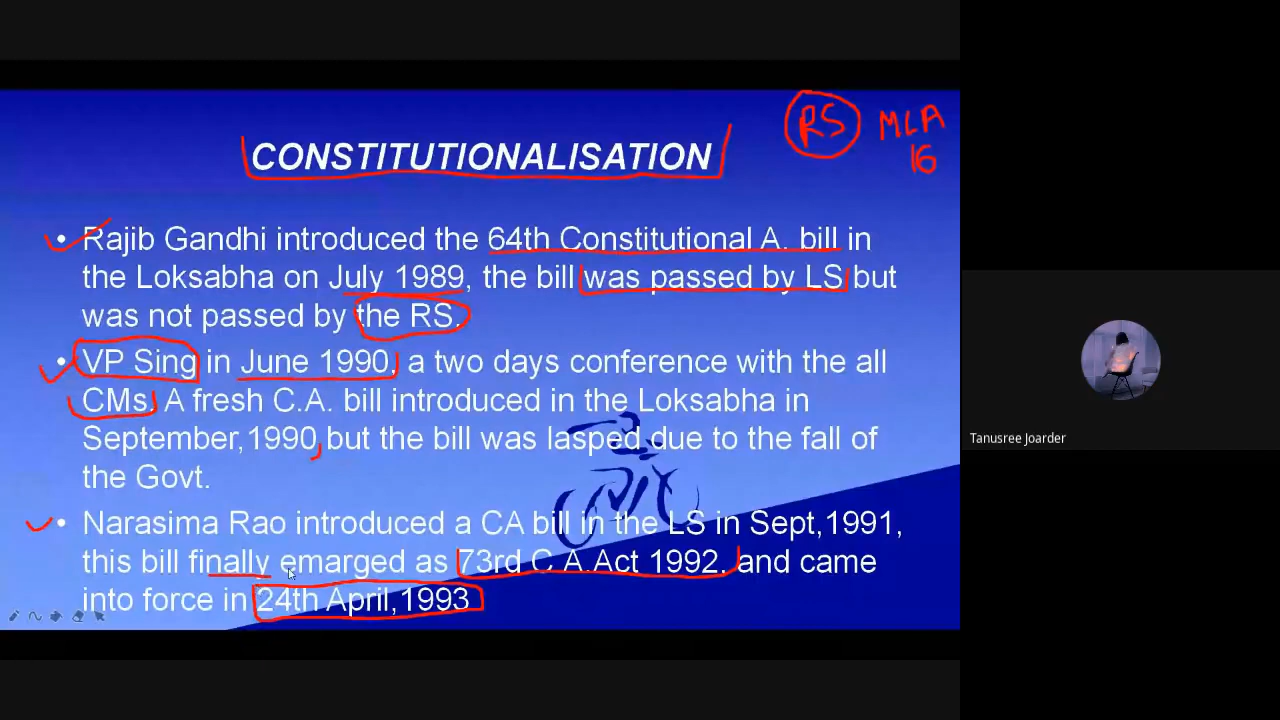 RS MLA
16
CONSTITUTIONALISATION
• Rajib Gandhi introduced the 64th Constitutional A. bill in
the Loksabha on July 1989, the bill was passed by LS but
was not passed by the RS.
• VP Sing in June 1990, a two days conference with the all
CMs. A fresh C.A. bill introduced in the Loksabha in
September,1990, but the bill was lasped due to the fall of
the Govt.
• Narasima Rao introduced a CA bill in the LS in Sept,1991,
this bill finally emarged as 73rd C.A.Act 1992. and came
into force in 24th April,1993
Tanusree Joarder